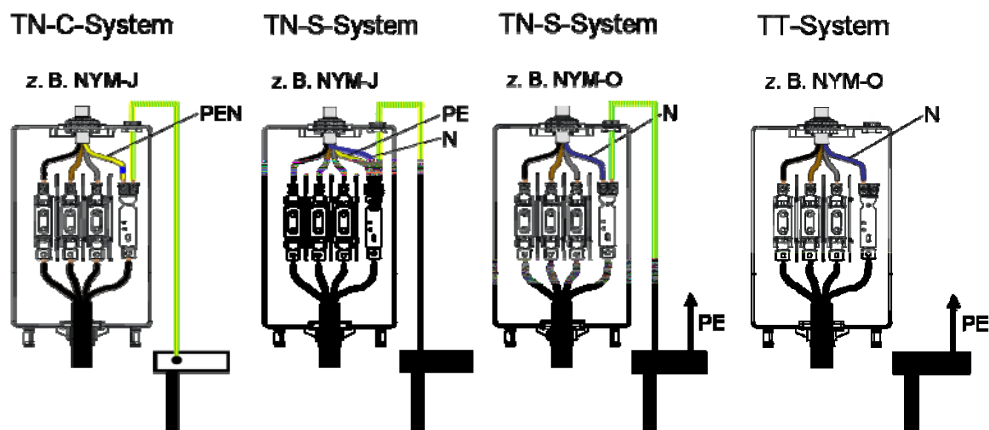 TN-C-System
TN-S-System
TN-S-System
TT-System
z. B. NYM-J
z. B. NYM-J
z. B. NYM-O
z. B. NYM-O
PEN
PE
N
N
N
PE
PE